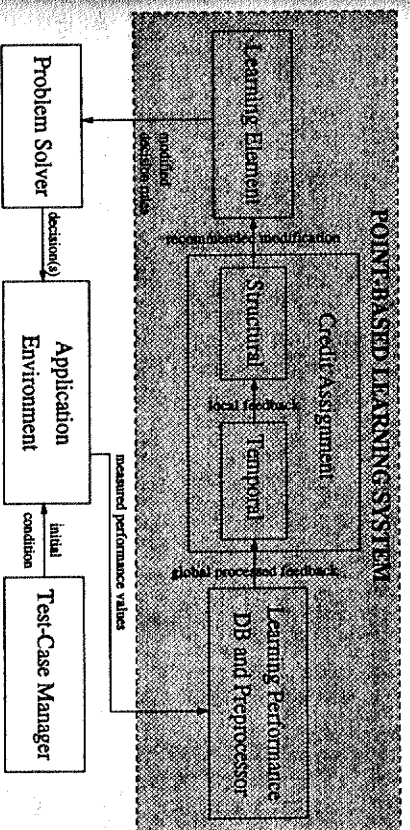 POINT-BASED LEARNING SYSTEM
Credit Assignment
Learning Element
recommended modification
Structural
local feedback
Temporal
global processed feedback
Learning Performance
DB and Preprocessor
modified
decision rules
measured performance values
Problem Solver
decision(s)
Application
Environment
initial
condition
Test-Case Manager